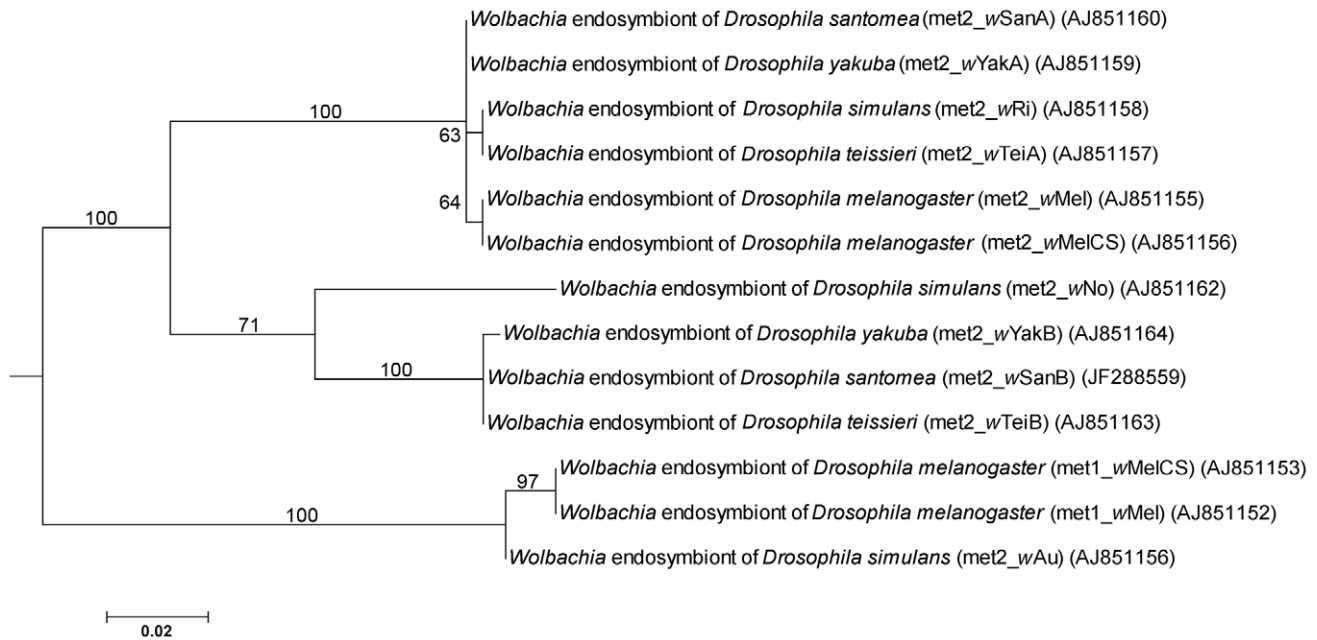 Wolbachia endosymbiont of Drosophila santomea (met2_wSanA) (AJ851160)
Wolbachia endosymbiont of Drosophila yakuba (met2_wYakA) (AJ851159)
100
Wolbachia endosymbiont of Drosophila simulans (met2_wRi) (AJ851158)
63
Wolbachia endosymbiont of Drosophila teissieri (met2_wTeiA) (AJ851157)
64
Wolbachia endosymbiont of Drosophila melanogaster (met2_wMel) (AJ851155)
100
Wolbachia endosymbiont of Drosophila melanogaster (met2_wMelCS) (AJ851156)
Wolbachia endosymbiont of Drosophila simulans (met2_wNo) (AJ851162)
71
Wolbachia endosymbiont of Drosophila yakuba (met2_wYakB) (AJ851164)
100
Wolbachia endosymbiont of Drosophila santomea (met2_wSanB) (JF288559)
Wolbachia endosymbiont of Drosophila teissieri (met2_wTeiB) (AJ851163)
97
Wolbachia endosymbiont of Drosophila melanogaster (met1_wMelCS) (AJ851153)
100
Wolbachia endosymbiont of Drosophila melanogaster (met1_wMel) (AJ851152)
Wolbachia endosymbiont of Drosophila simulans (met2_wAu) (AJ851156)
0.02